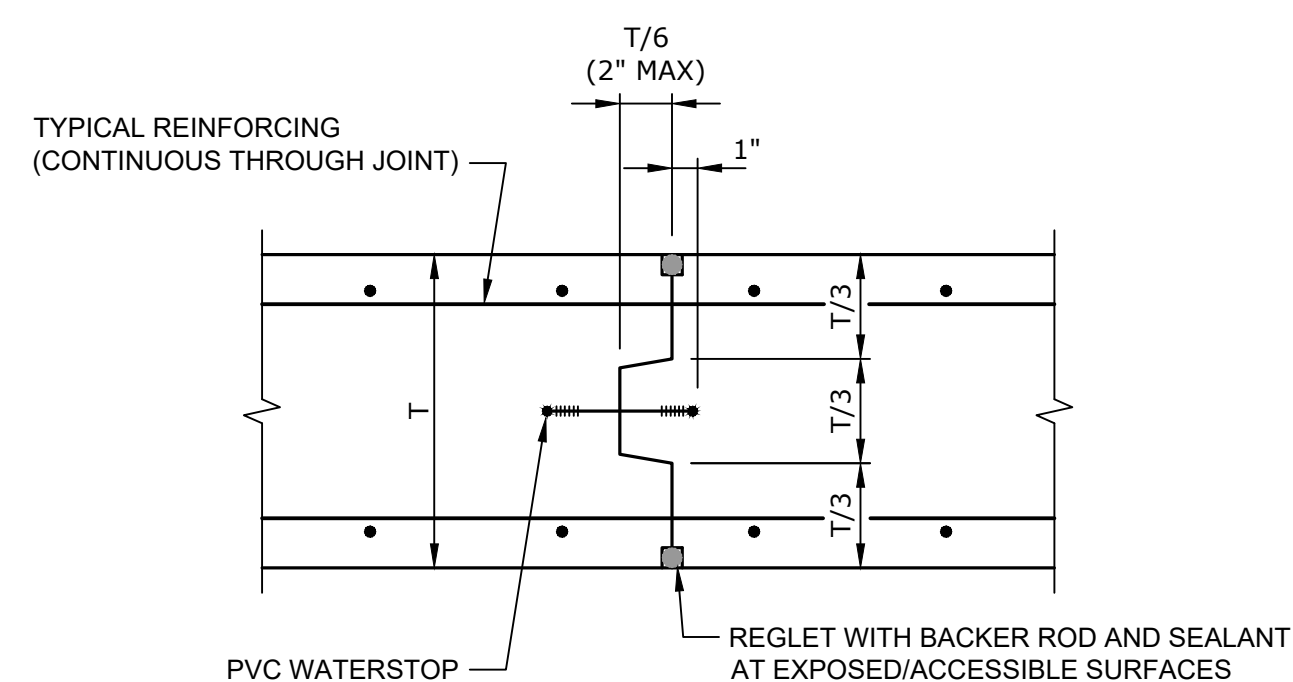 T/6
(2" MAX)
TYPICAL REINFORCING
(CONTINUOUS THROUGH JOINT)
1"
T/3
T
T/3
T/3
REGLET WITH BACKER ROD AND SEALANT
AT EXPOSED/ACCESSIBLE SURFACES
PVC WATERSTOP